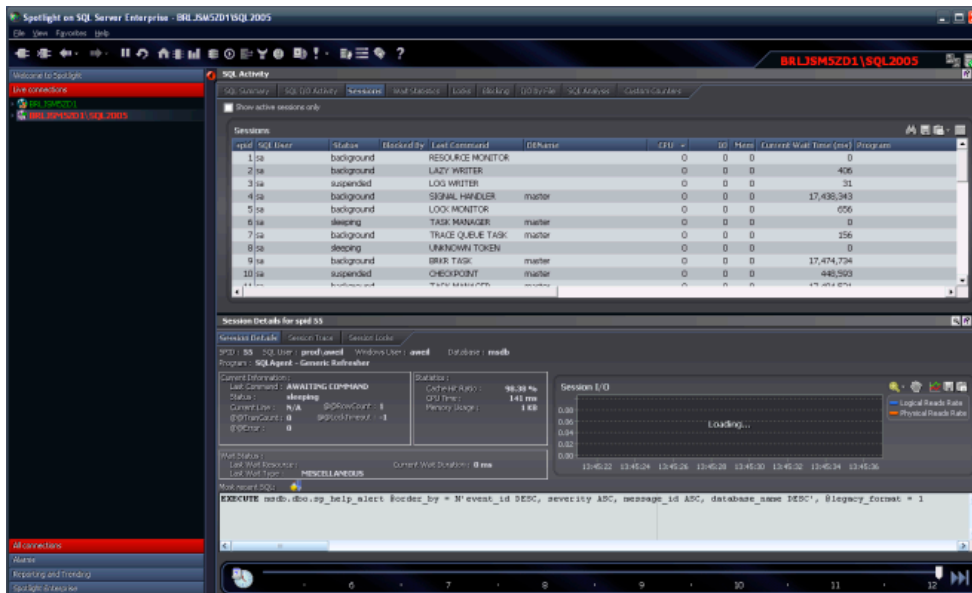 Spotlight on SQL Server Enterprise - BRLJSM5ZD1\SQL2005
File View Favorites Help
BRLJSM5ZD1\SQL2005
Welcome to Spotlight
Live connections
BRLJSM5ZD1
BRLJSM5ZD1\SQL2005
SQL Activity
SQL Summary SQL I/O Activity Sessions Wait Statistics Locks Blocking I/O by File SQL Analysis Custom Counters
Show active sessions only
Sessions
spid SQL User Status Blocked By Last Command DBName CPU I/O Mem Current Wait Time (ms) Program
1 sa background RESOURCE MONITOR 0 0 0 0
2 sa background LAZY WRITER 0 0 0 406
3 sa suspended LOG WRITER 0 0 0 31
4 sa background SIGNAL HANDLER master 0 0 0 17,438,343
5 sa background LOCK MONITOR 0 0 0 656
6 sa sleeping TASK MANAGER master 0 0 0 0
7 sa background TRACE QUEUE TASK master 0 0 0 156
8 sa sleeping UNKNOWN TOKEN 0 0 0 0
9 sa background BRKR TASK master 0 0 0 17,474,734
10 sa suspended CHECKPOINT master 0 0 0 448,593
11 sa background TASK MANAGER master 0 0 0
Session Details for spid 55
Session Details Session Trace Session Locks
SPID : 55 SQL User : prod\aweil Windows User : aweil Database : msdb
Program : SQLAgent - Generic Refresher
Current Information :
Last Command : AWAITING COMMAND
Status : sleeping
Current Line : N/A @@RowCount : 1
@@TranCount : 0 @@LockTimeout : -1
@@Error : 0
Statistics :
Cache Hit Ratio : 98.38 %
CPU Time : 141 ms
Memory Usage : 1 KB
Wait Status :
Last Wait Resource : Current Wait Duration : 0 ms
Last Wait Type : MISCELLANEOUS
Session I/O
0.08
0.06
0.04
0.02
0.00
Loading...
13:45:22 13:45:24 13:45:26 13:45:28 13:45:30 13:45:32 13:45:34 13:45:36
Logical Reads Rate
Physical Reads Rate
Most recent SQL:
EXECUTE msdb.dbo.sp_help_alert @order_by = N'event_id DESC, severity ASC, message_id ASC, database_name DESC', @legacy_format = 1
All connections
Alarms
Reporting and Trending
Spotlight Enterprise
6 7 8 9 10 11 12